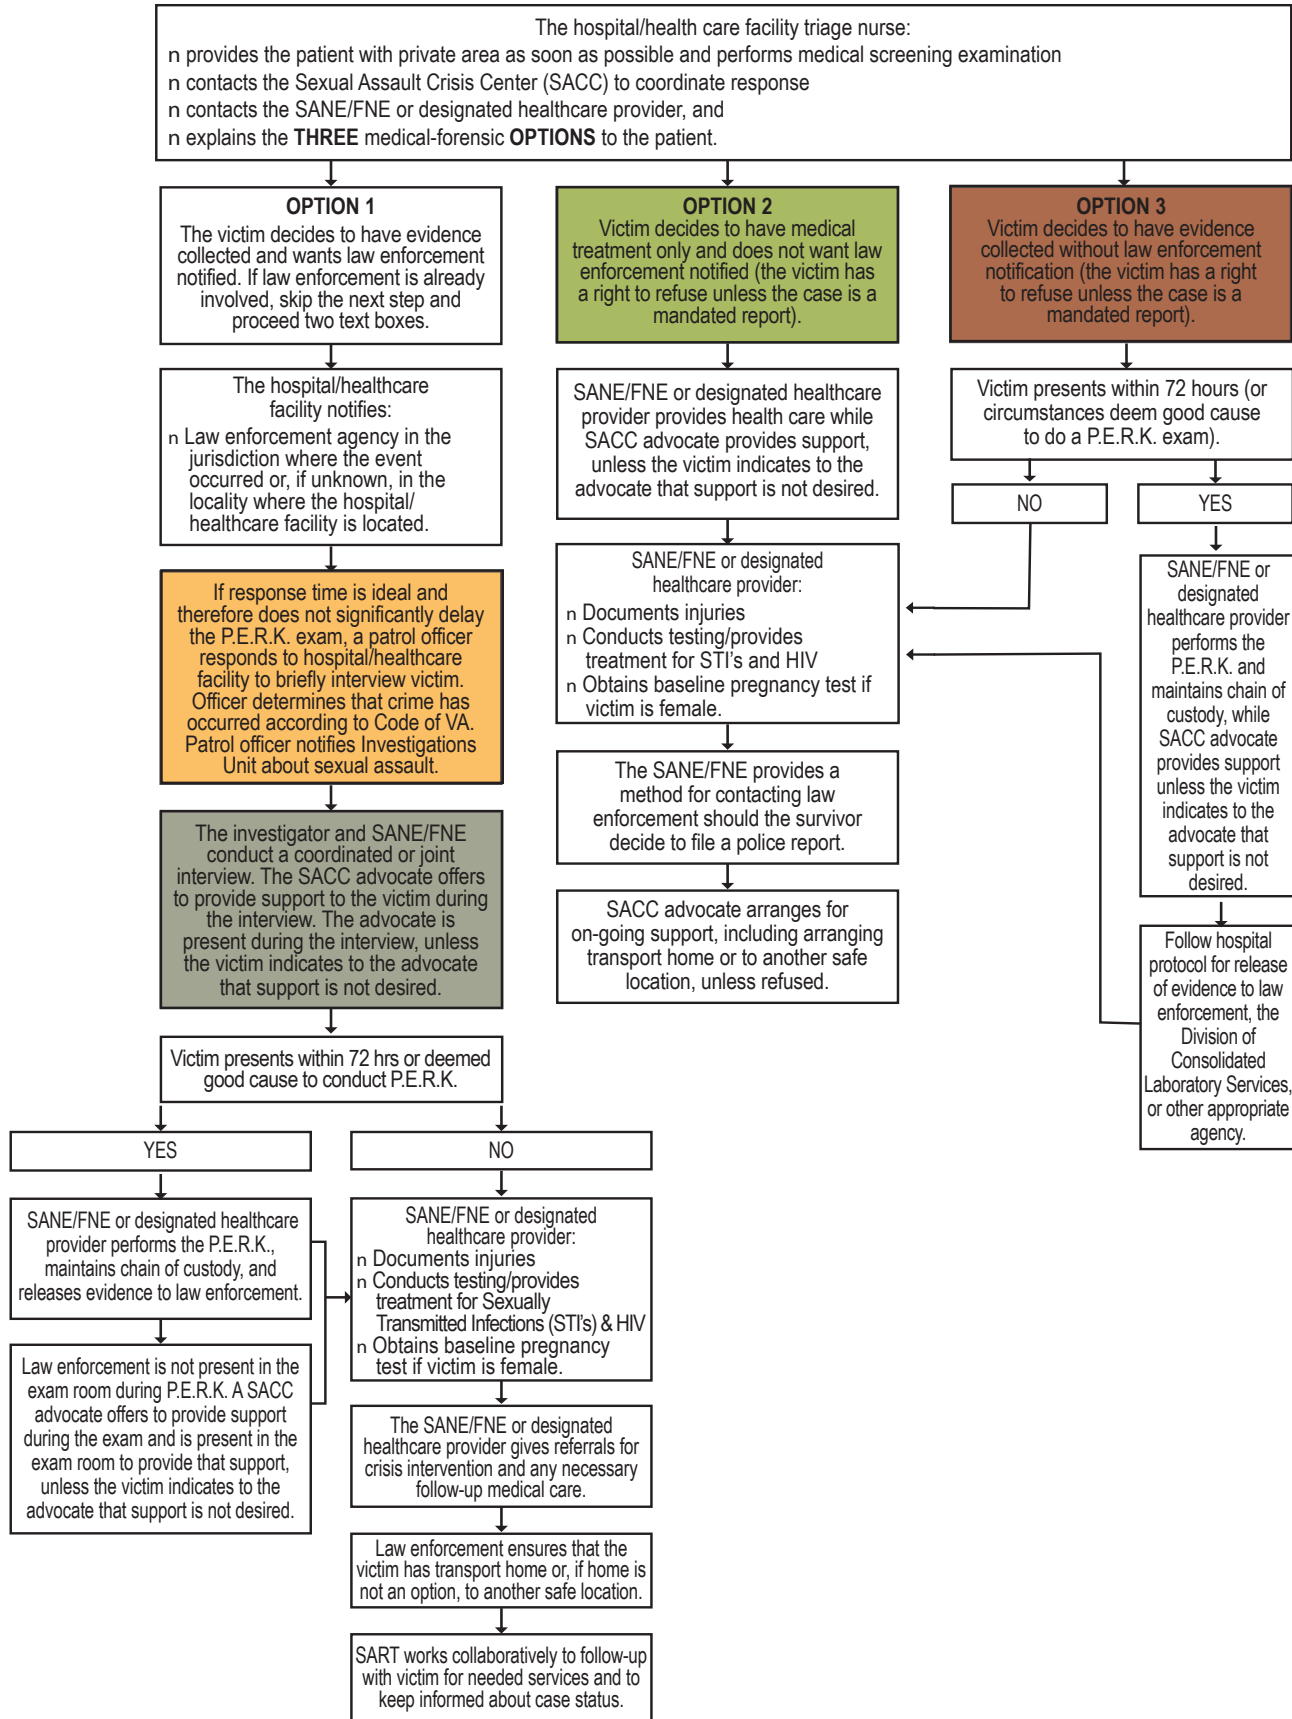 The hospital/health care facility triage nurse:
n provides the patient with private area as soon as possible and performs medical screening examination
n contacts the Sexual Assault Crisis Center (SACC) to coordinate response
n contacts the SANE/FNE or designated healthcare provider, and
n explains the THREE medical-forensic OPTIONS to the patient.
OPTION 1
The victim decides to have evidence
collected and wants law enforcement
notified. If law enforcement is already
involved, skip the next step and
proceed two text boxes.
The hospital/healthcare
facility notifies:
n Law enforcement agency in the
jurisdiction where the event
occurred or, if unknown, in the
locality where the hospital/
healthcare facility is located.
If response time is ideal and
therefore does not significantly delay
the P.E.R.K. exam, a patrol officer
responds to hospital/healthcare
facility to briefly interview victim.
Officer determines that crime has
occurred according to Code of VA.
Patrol officer notifies Investigations
Unit about sexual assault.
The investigator and SANE/FNE
conduct a coordinated or joint
interview. The SACC advocate offers
to provide support to the victim during
the interview. The advocate is
present during the interview, unless
the victim indicates to the advocate
that support is not desired.
Victim presents within 72 hrs or deemed
good cause to conduct P.E.R.K.
YES
SANE/FNE or designated healthcare
provider performs the P.E.R.K.,
maintains chain of custody, and
releases evidence to law enforcement.
Law enforcement is not present in the
exam room during P.E.R.K. A SACC
advocate offers to provide support
during the exam and is present in the
exam room to provide that support,
unless the victim indicates to the
advocate that support is not desired.
NO
SANE/FNE or designated
healthcare provider:
n Documents injuries
n Conducts testing/provides
treatment for Sexually
Transmitted Infections (STI's) & HIV
n Obtains baseline pregnancy
test if victim is female.
The SANE/FNE or designated
healthcare provider gives referrals for
crisis intervention and any necessary
follow-up medical care.
Law enforcement ensures that the
victim has transport home or, if home is
not an option, to another safe location.
SART works collaboratively to follow-up
with victim for needed services and to
keep informed about case status.
OPTION 2
Victim decides to have medical
treatment only and does not want law
enforcement notified (the victim has
a right to refuse unless the case is a
mandated report).
SANE/FNE or designated healthcare
provider provides health care while
SACC advocate provides support,
unless the victim indicates to the
advocate that support is not desired.
SANE/FNE or designated
healthcare provider:
n Documents injuries
n Conducts testing/provides
treatment for STI's and HIV
n Obtains baseline pregnancy test if
victim is female.
The SANE/FNE provides a
method for contacting law
enforcement should the survivor
decide to file a police report.
SACC advocate arranges for
on-going support, including arranging
transport home or to another safe
location, unless refused.
OPTION 3
Victim decides to have evidence
collected without law enforcement
notification (the victim has a right
to refuse unless the case is a
mandated report).
Victim presents within 72 hours (or
circumstances deem good cause
to do a P.E.R.K. exam).
NO
YES
SANE/FNE or
designated
healthcare provider
performs the
P.E.R.K. and
maintains chain of
custody, while
SACC advocate
provides support
unless the victim
indicates to the
advocate that
support is not
desired.
Follow hospital
protocol for release
of evidence to law
enforcement, the
Division of
Consolidated
Laboratory Services,
or other appropriate
agency.